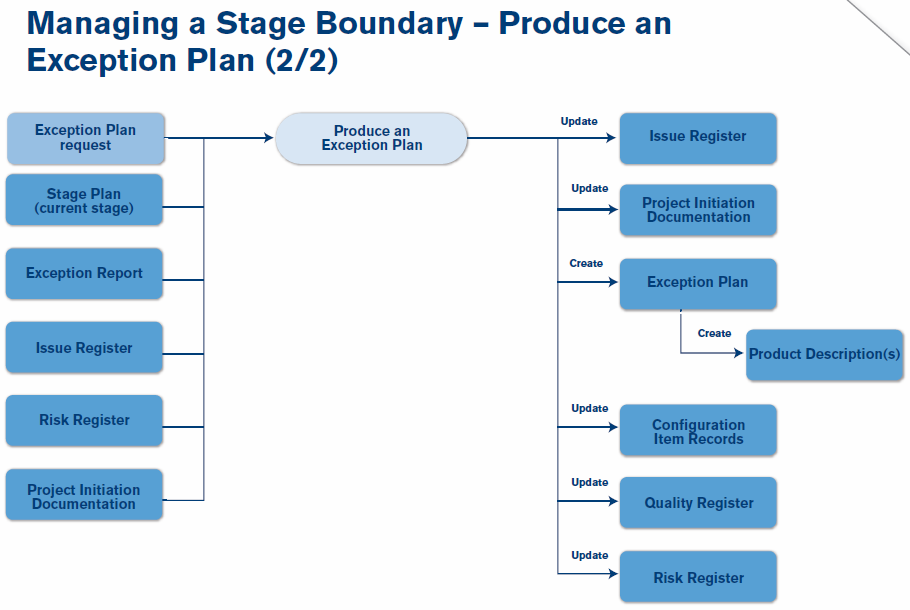 Managing a Stage Boundary – Produce an
Exception Plan (2/2)
Exception Plan
request
Stage Plan
(current stage)
Exception Report
Issue Register
Risk Register
Project Initiation
Documentation
Produce an
Exception Plan
Update
Issue Register
Update
Project Initiation
Documentation
Create
Exception Plan
Create
Product Description(s)
Update
Configuration
Item Records
Update
Quality Register
Update
Risk Register